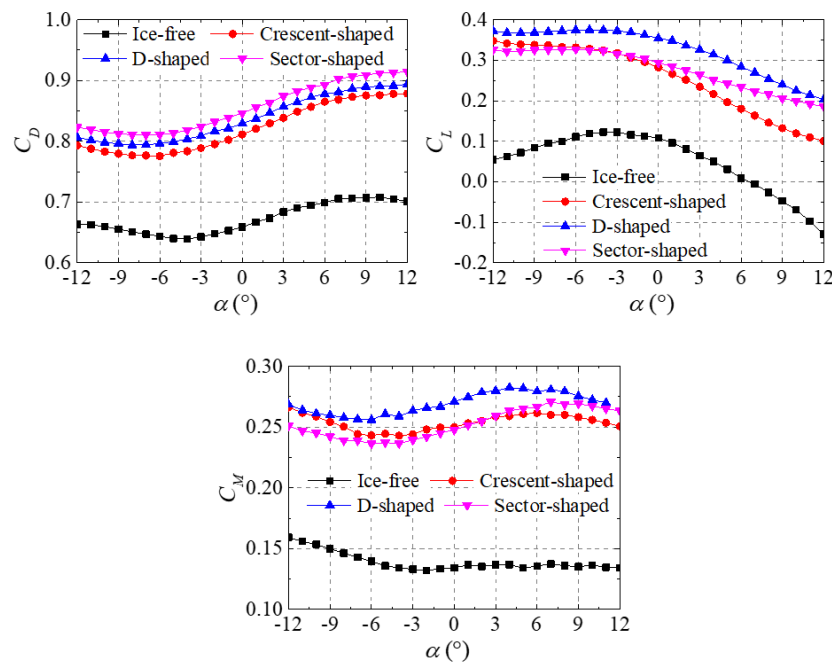 1.0
0.9
0.8
0.7
0.6
C_D
Ice-free Crescent-shaped
D-shaped Sector-shaped
-12 -9 -6 -3 0 3 6 9 12
α (°)
0.4
0.3
0.2
0.1
0.0
-0.1
-0.2
C_L
Ice-free
Crescent-shaped
D-shaped
Sector-shaped
-12 -9 -6 -3 0 3 6 9 12
α (°)
0.30
0.25
0.20
0.15
0.10
C_M
Ice-free Crescent-shaped
D-shaped Sector-shaped
-12 -9 -6 -3 0 3 6 9 12
α (°)